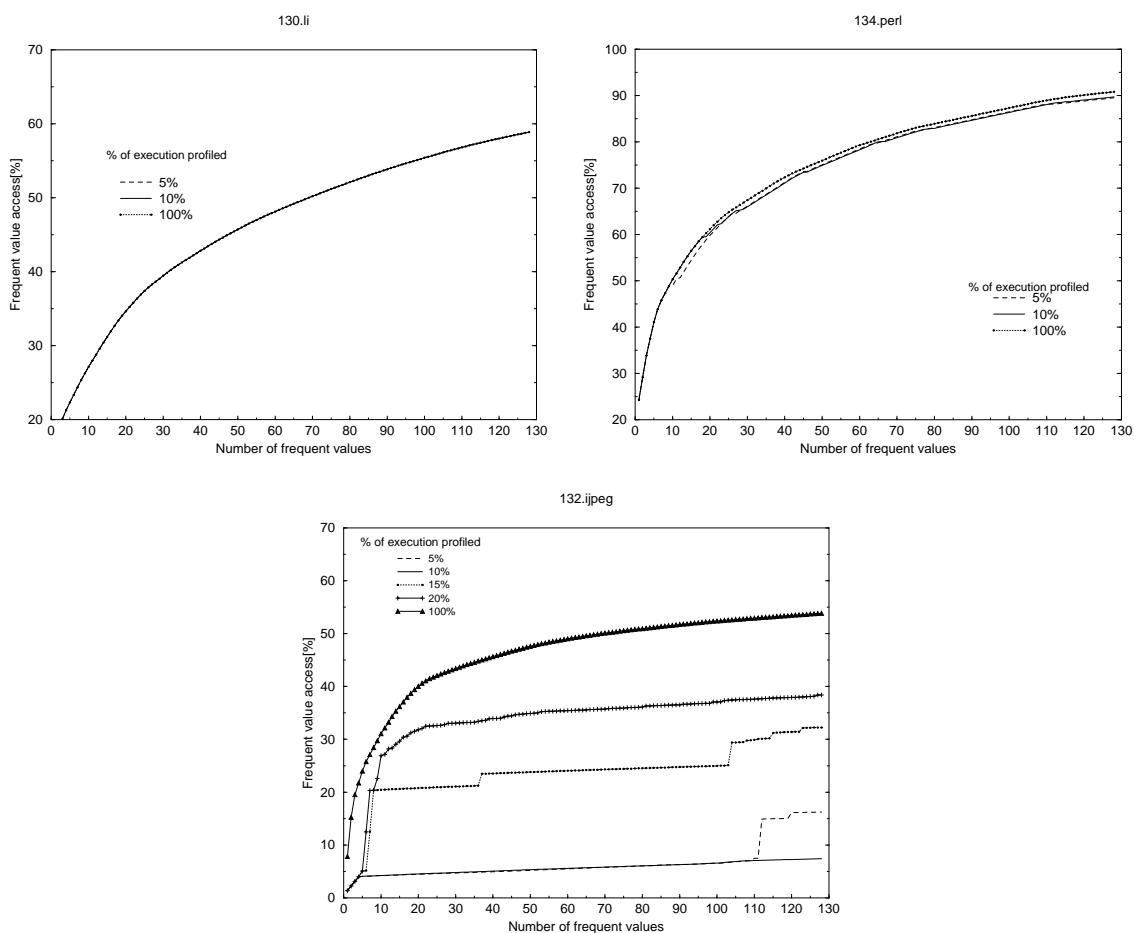 130.li
70
60
50
40
30
20
Frequent value access[%]
% of execution profiled
5%
10%
100%
0 10 20 30 40 50 60 70 80 90 100 110 120 130
Number of frequent values
134.perl
100
90
80
70
60
50
40
30
20
Frequent value access[%]
% of execution profiled
5%
10%
100%
0 10 20 30 40 50 60 70 80 90 100 110 120 130
Number of frequent values
132.ijpeg
70
60
50
40
30
20
10
0
Frequent value access[%]
% of execution profiled
5%
10%
15%
20%
100%
0 10 20 30 40 50 60 70 80 90 100 110 120 130
Number of frequent values